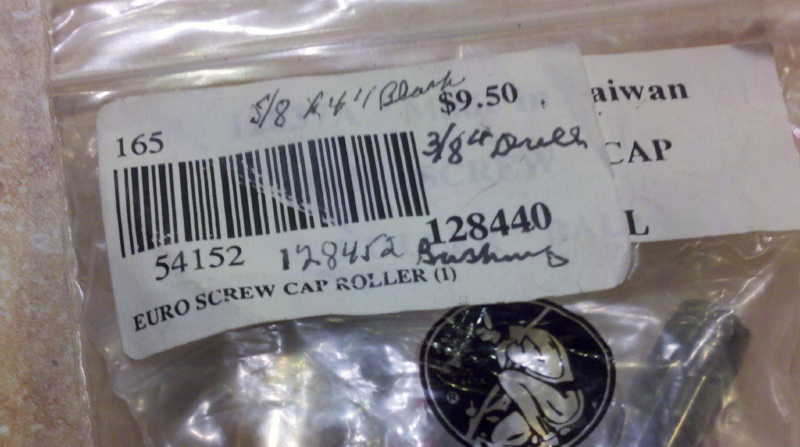 5/8 x 4" Blank
$9.50
165
3/8" Drill
54152
128440
128452 Bushing
EURO SCREW CAP ROLLER (1)
aiwan
CAP
L